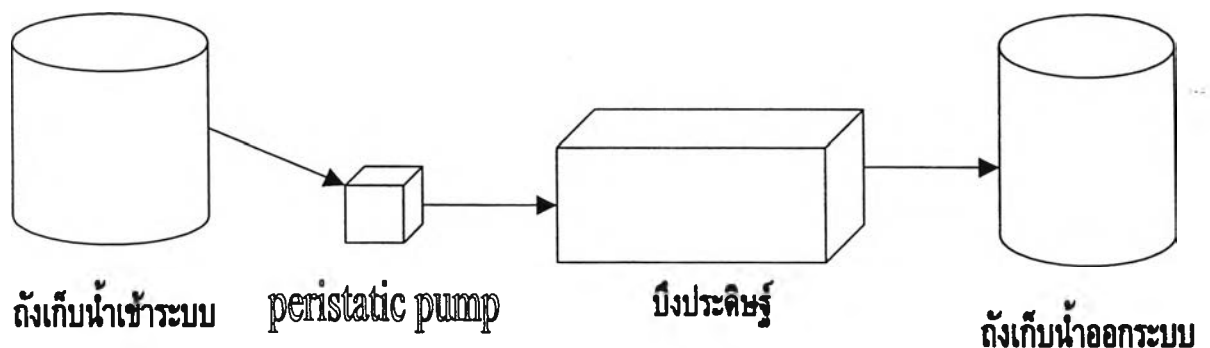 ถังเก็บน้ำเข้าระบบ
peristatic pump
บึงประดิษฐ์
ถังเก็บน้ำออกระบบ